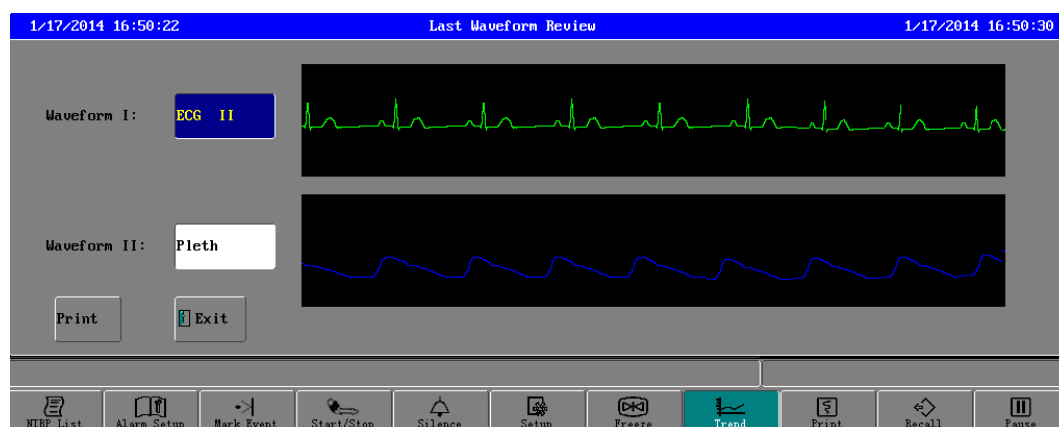 1/17/2014 16:50:22 Last Waveform Review 1/17/2014 16:50:30
Waveform I: ECG II
Waveform II: Pleth
Print Exit
NIBP List Alarm Setup Mark Event Start/Stop Silence Setup Freeze Trend Print Recall Pause